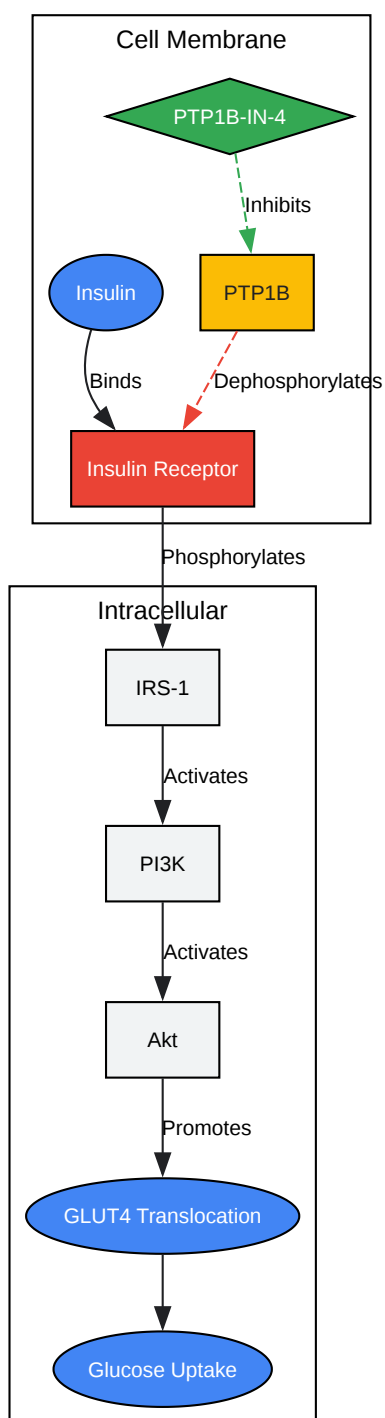 Cell Membrane
PTP1B-IN-4
Inhibits
Insulin
PTP1B
Binds
Dephosphorylates
Insulin Receptor
Phosphorylates
Intracellular
IRS-1
Activates
PI3K
Activates
Akt
Promotes
GLUT4 Translocation
Glucose Uptake